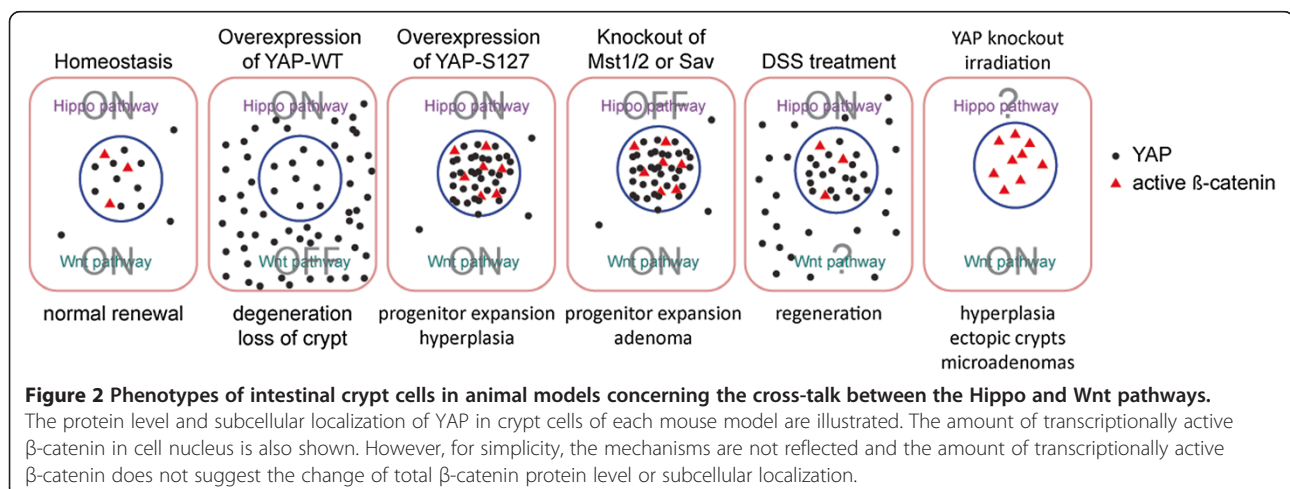 Homeostasis
Overexpression
of YAP-WT
Overexpression
of YAP-S127
Knockout of
Mst1/2 or Sav
DSS treatment
YAP knockout
irradiation
Hippo pathway
ON
Hippo pathway
ON
Hippo pathway
ON
Hippo pathway
OFF
Hippo pathway
ON
Hippo pathway
?
YAP
active ß-catenin
Wnt pathway
ON
Wnt pathway
OFF
Wnt pathway
ON
Wnt pathway
ON
Wnt pathway
?
Wnt pathway
ON
normal renewal
degeneration
loss of crypt
progenitor expansion
hyperplasia
progenitor expansion
adenoma
regeneration
hyperplasia
ectopic crypts
microadenomas
Figure 2 Phenotypes of intestinal crypt cells in animal models concerning the cross-talk between the Hippo and Wnt pathways.
The protein level and subcellular localization of YAP in crypt cells of each mouse model are illustrated. The amount of transcriptionally active
β-catenin in cell nucleus is also shown. However, for simplicity, the mechanisms are not reflected and the amount of transcriptionally active
β-catenin does not suggest the change of total β-catenin protein level or subcellular localization.